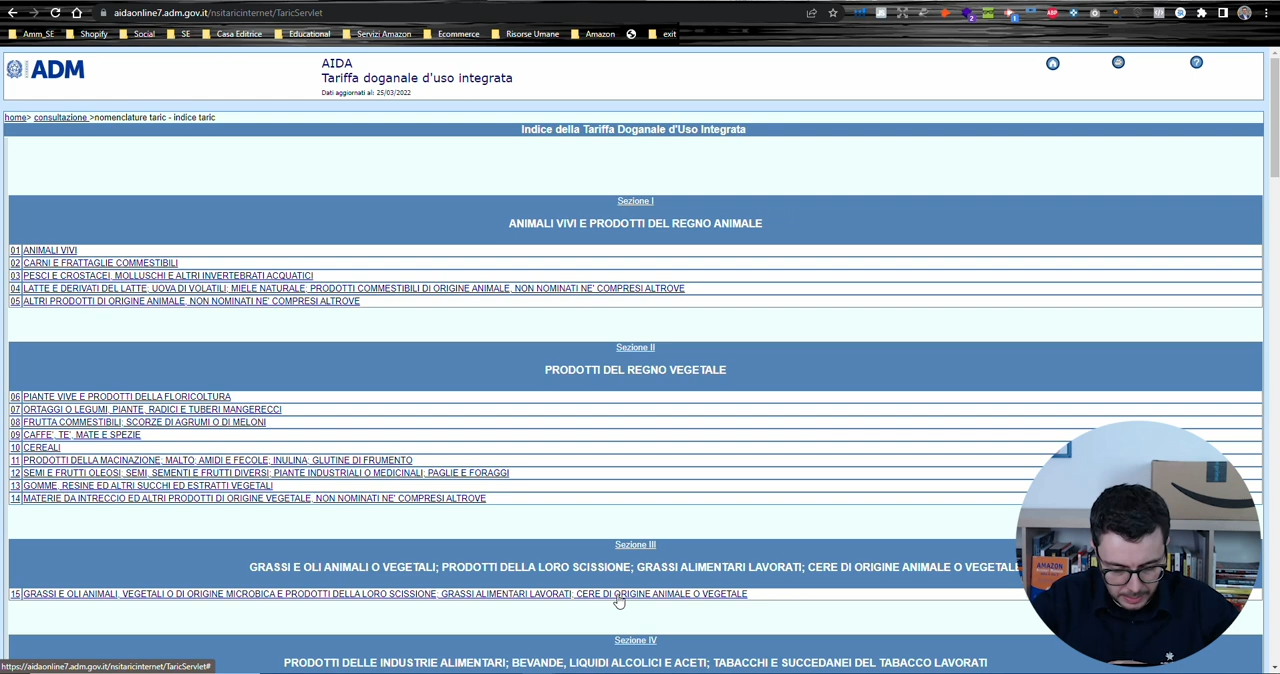 aidaonline7.adm.gov.it/nsitaricinternet/TaricServlet
Amm_SE Shopify Social SE Casa Editrice Educational Servizi Amazon Ecommerce Risorse Umane Amazon exit
ADM
AIDA
Tariffa doganale d'uso integrata
Dati aggiornati al: 25/03/2022
home> consultazione >nomenclature taric - indice taric
Indice della Tariffa Doganale d'Uso Integrata
Sezione I
ANIMALI VIVI E PRODOTTI DEL REGNO ANIMALE
01 ANIMALI VIVI
02 CARNI E FRATTAGLIE COMMESTIBILI
03 PESCI E CROSTACEI, MOLLUSCHI E ALTRI INVERTEBRATI ACQUATICI
04 LATTE E DERIVATI DEL LATTE; UOVA DI VOLATILI; MIELE NATURALE; PRODOTTI COMMESTIBILI DI ORIGINE ANIMALE, NON NOMINATI NE' COMPRESI ALTROVE
05 ALTRI PRODOTTI DI ORIGINE ANIMALE, NON NOMINATI NE' COMPRESI ALTROVE
Sezione II
PRODOTTI DEL REGNO VEGETALE
06 PIANTE VIVE E PRODOTTI DELLA FLORICOLTURA
07 ORTAGGI O LEGUMI, PIANTE, RADICI E TUBERI MANGERECCI
08 FRUTTA COMMESTIBILI; SCORZE DI AGRUMI O DI MELONI
09 CAFFE', TE', MATE E SPEZIE
10 CEREALI
11 PRODOTTI DELLA MACINAZIONE; MALTO; AMIDI E FECOLE; INULINA; GLUTINE DI FRUMENTO
12 SEMI E FRUTTI OLEOSI; SEMI, SEMENTI E FRUTTI DIVERSI; PIANTE INDUSTRIALI O MEDICINALI; PAGLIE E FORAGGI
13 GOMME, RESINE ED ALTRI SUCCHI ED ESTRATTI VEGETALI
14 MATERIE DA INTRECCIO ED ALTRI PRODOTTI DI ORIGINE VEGETALE, NON NOMINATI NE' COMPRESI ALTROVE
Sezione III
GRASSI E OLI ANIMALI O VEGETALI; PRODOTTI DELLA LORO SCISSIONE; GRASSI ALIMENTARI LAVORATI; CERE DI ORIGINE ANIMALE O VEGETALE
15 GRASSI E OLI ANIMALI, VEGETALI O DI ORIGINE MICROBICA E PRODOTTI DELLA LORO SCISSIONE; GRASSI ALIMENTARI LAVORATI; CERE DI ORIGINE ANIMALE O VEGETALE
Sezione IV
PRODOTTI DELLE INDUSTRIE ALIMENTARI; BEVANDE, LIQUIDI ALCOLICI E ACETI; TABACCHI E SUCCEDANEI DEL TABACCO LAVORATI
https://aidaonline7.adm.gov.it/nsitaricinternet/TaricServlet#
AMAZON